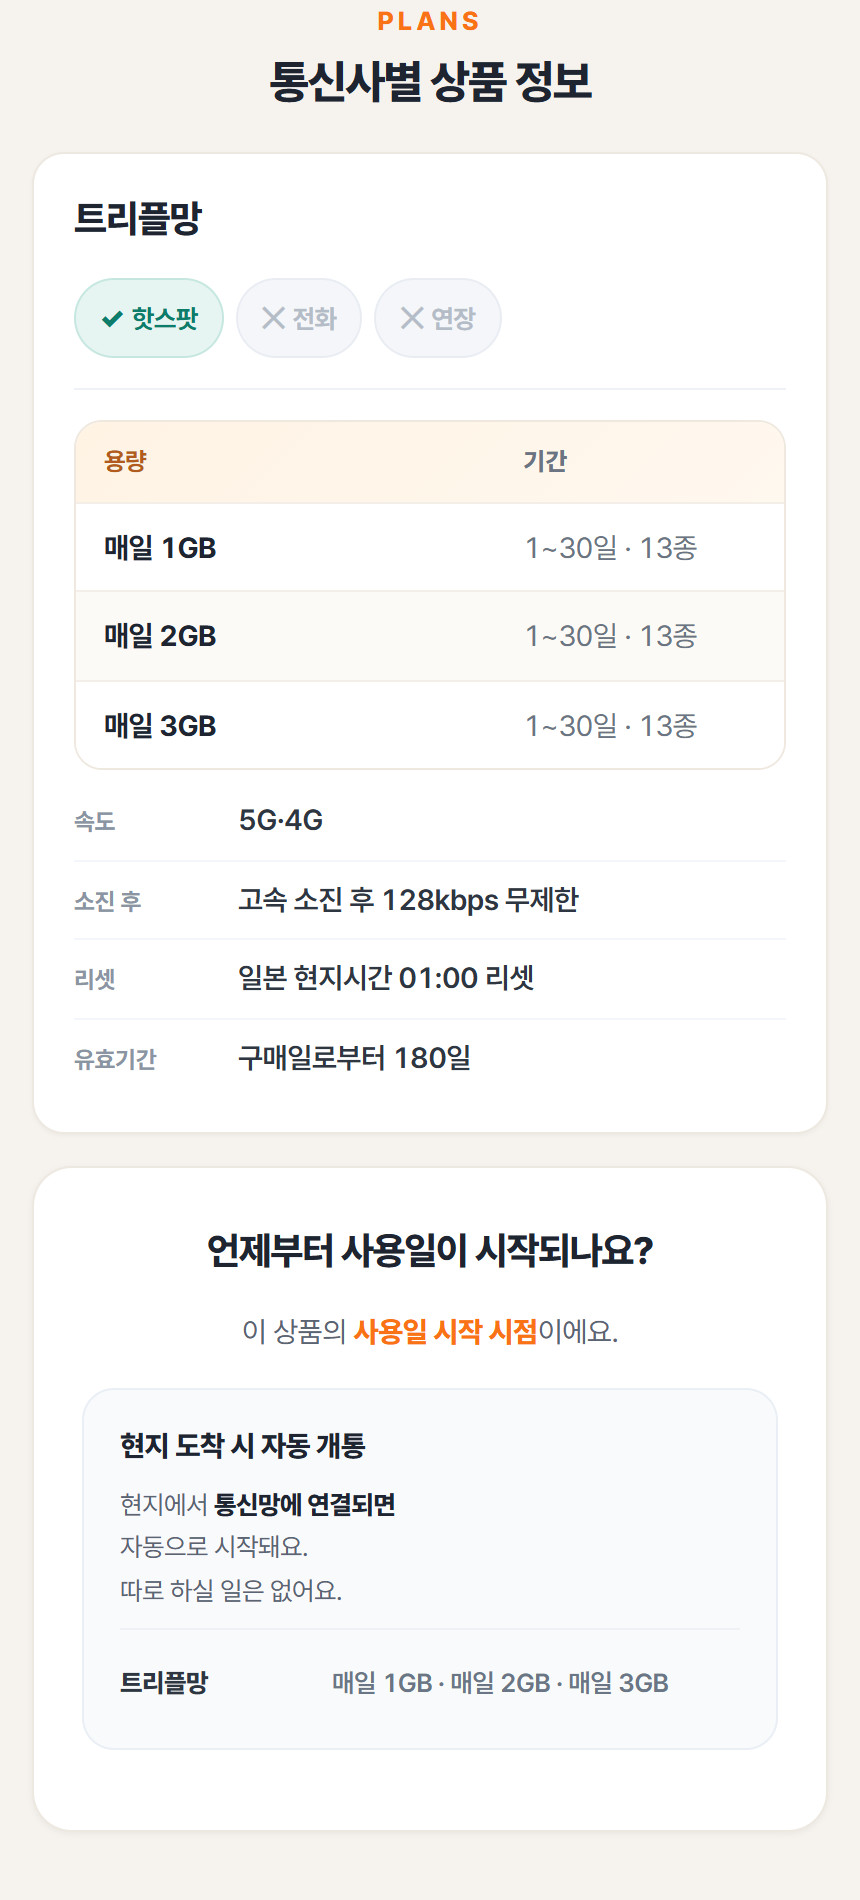 PLANS
통신사별 상품 정보
트리플망
✓ 핫스팟 ✕ 전화 ✕ 연장
용량 기간
매일 1GB 1~30일 · 13종
매일 2GB 1~30일 · 13종
매일 3GB 1~30일 · 13종
속도 5G·4G
소진 후 고속 소진 후 128kbps 무제한
리셋 일본 현지시간 01:00 리셋
유효기간 구매일로부터 180일
언제부터 사용일이 시작되나요?
이 상품의 사용일 시작 시점이에요.
현지 도착 시 자동 개통
현지에서 통신망에 연결되면
자동으로 시작돼요.
따로 하실 일은 없어요.
트리플망 매일 1GB · 매일 2GB · 매일 3GB